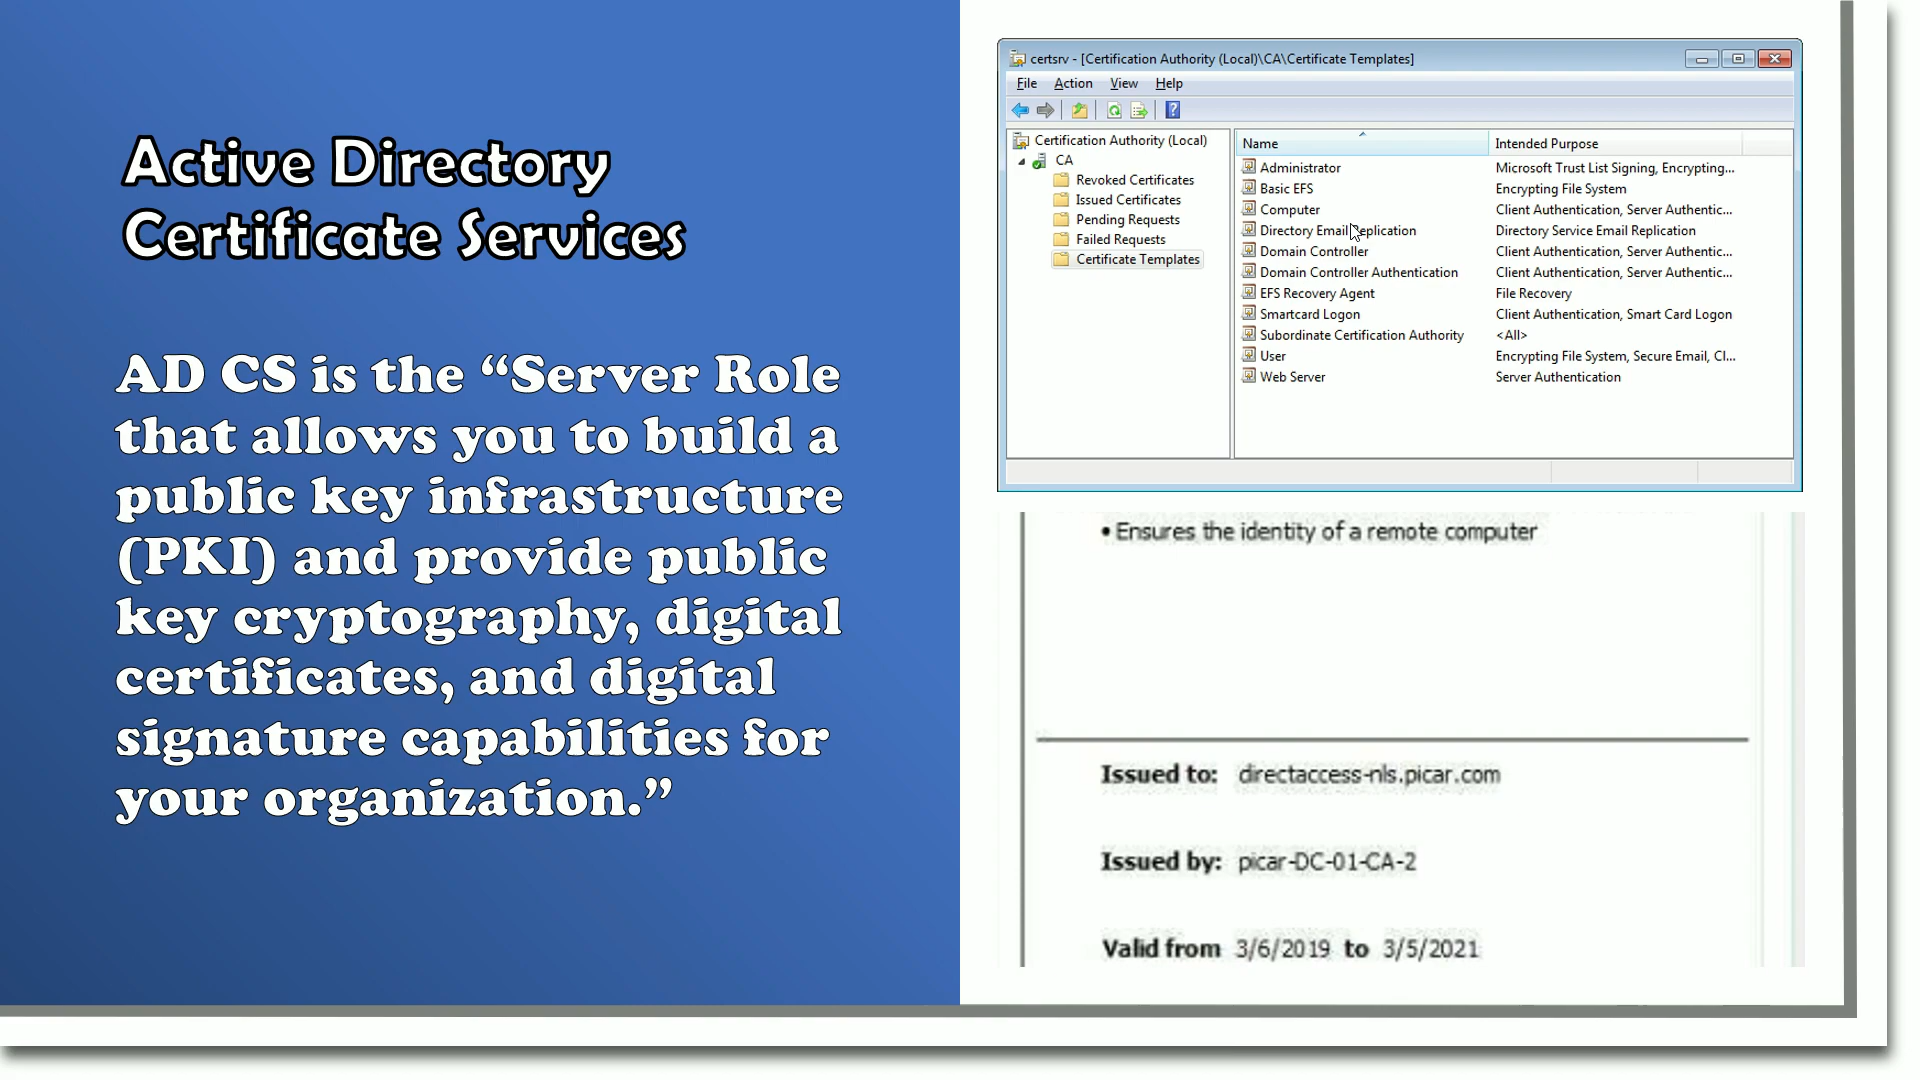 Active Directory
Certificate Services
AD CS is the “Server Role
that allows you to build a
public key infrastructure
(PKI) and provide public
key cryptography, digital
certificates, and digital
signature capabilities for
your organization.”
certsrv - [Certification Authority (Local)\CA\Certificate Templates]
File Action View Help
Certification Authority (Local)
CA
Revoked Certificates
Issued Certificates
Pending Requests
Failed Requests
Certificate Templates
Name Intended Purpose
Administrator Microsoft Trust List Signing, Encrypting...
Basic EFS Encrypting File System
Computer Client Authentication, Server Authentic...
Directory Email Replication Directory Service Email Replication
Domain Controller Client Authentication, Server Authentic...
Domain Controller Authentication Client Authentication, Server Authentic...
EFS Recovery Agent File Recovery
Smartcard Logon Client Authentication, Smart Card Logon
Subordinate Certification Authority <All>
User Encrypting File System, Secure Email, Cl...
Web Server Server Authentication
• Ensures the identity of a remote computer
Issued to: directaccess-nls.picar.com
Issued by: picar-DC-01-CA-2
Valid from 3/6/2019 to 3/5/2021